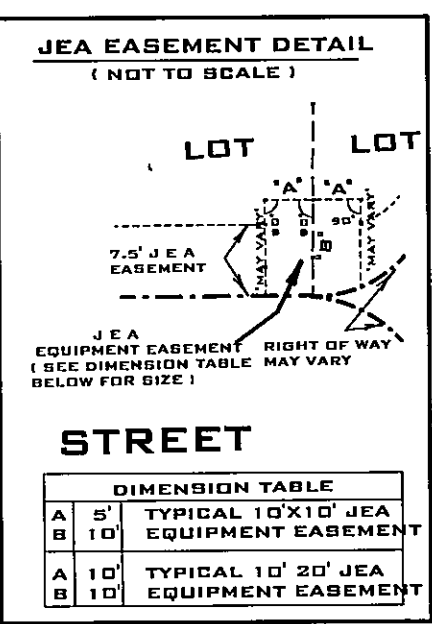 JEA EASEMENT DETAIL
( NOT TO SCALE )
LOT LOT
"A" "A"
90° 90° 90°
'MAY VARY' "B" 'MAY VARY'
7.5' J E A
EASEMENT
J E A
EQUIPMENT EASEMENT
( SEE DIMENSION TABLE
BELOW FOR SIZE )
RIGHT OF WAY
MAY VARY
STREET
DIMENSION TABLE
A 5' TYPICAL 10'X10' JEA
B 10' EQUIPMENT EASEMENT
A 10' TYPICAL 10' 20' JEA
B 10' EQUIPMENT EASEMENT